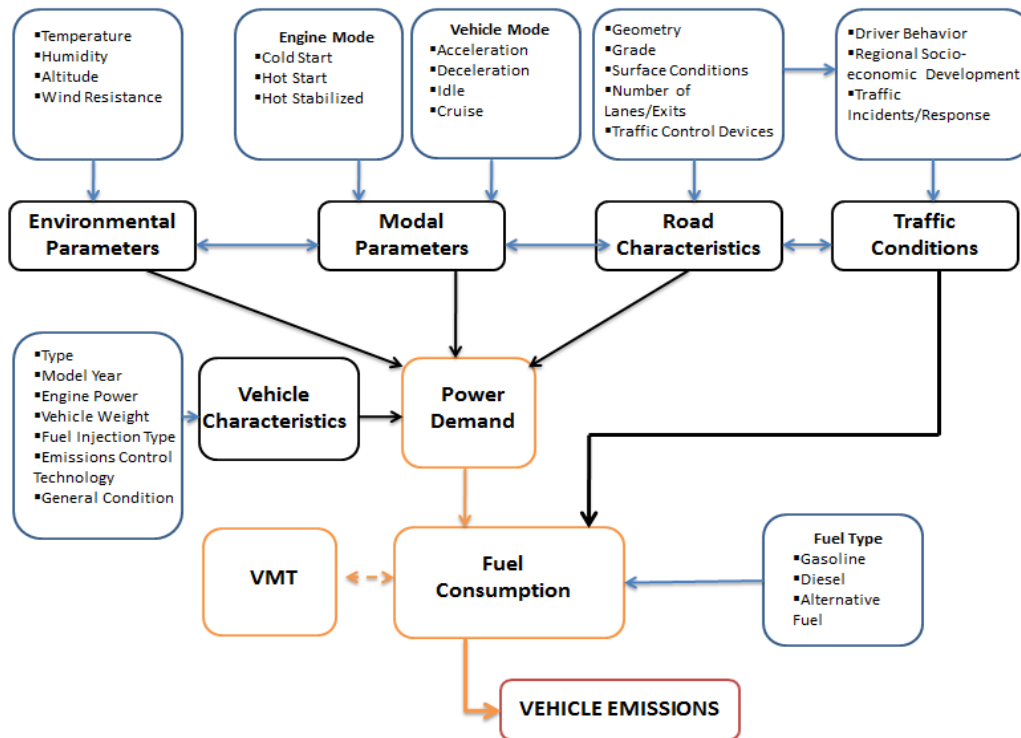 ▪Temperature
▪Humidity
▪Altitude
▪Wind Resistance
Engine Mode
▪Cold Start
▪Hot Start
▪Hot Stabilized
Vehicle Mode
▪Acceleration
▪Deceleration
▪Idle
▪Cruise
▪Geometry
▪Grade
▪Surface Conditions
▪Number of
Lanes/Exits
▪Traffic Control Devices
▪Driver Behavior
▪Regional Socio-
economic Development
▪Traffic
Incidents/Response
Environmental
Parameters
Modal
Parameters
Road
Characteristics
Traffic
Conditions
▪Type
▪Model Year
▪Engine Power
▪Vehicle Weight
▪Fuel Injection Type
▪Emissions Control
Technology
▪General Condition
Vehicle
Characteristics
Power
Demand
VMT
Fuel
Consumption
Fuel Type
▪Gasoline
▪Diesel
▪Alternative
Fuel
VEHICLE EMISSIONS